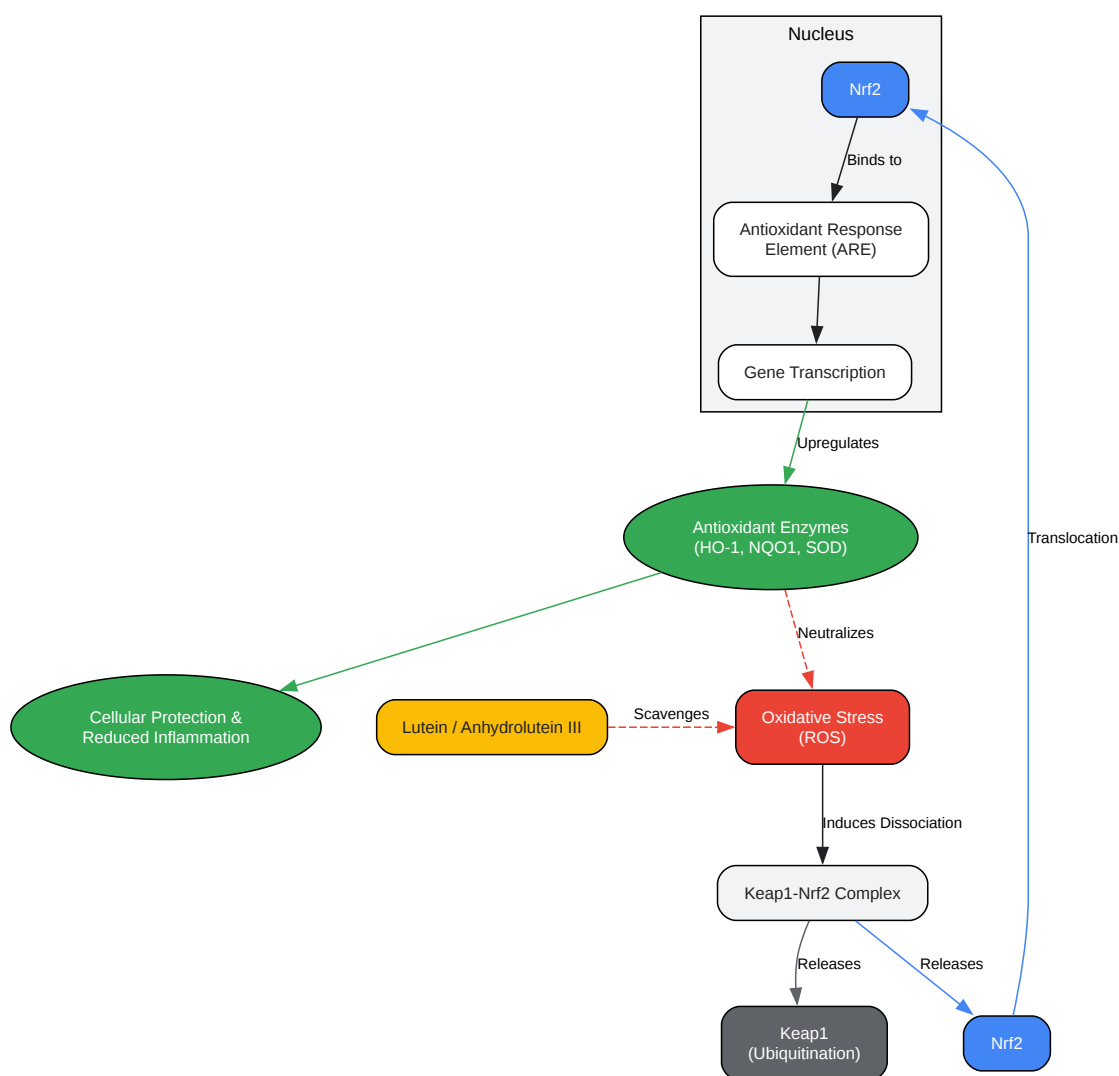 Nucleus
Nrf2
Binds to
Antioxidant Response
Element (ARE)
Gene Transcription
Upregulates
Antioxidant Enzymes
(HO-1, NQO1, SOD)
Translocation
Neutralizes
Cellular Protection &
Reduced Inflammation
Lutein / Anhydrolutein III
Scavenges
Oxidative Stress
(ROS)
Induces Dissociation
Keap1-Nrf2 Complex
Releases
Releases
Keap1
(Ubiquitination)
Nrf2